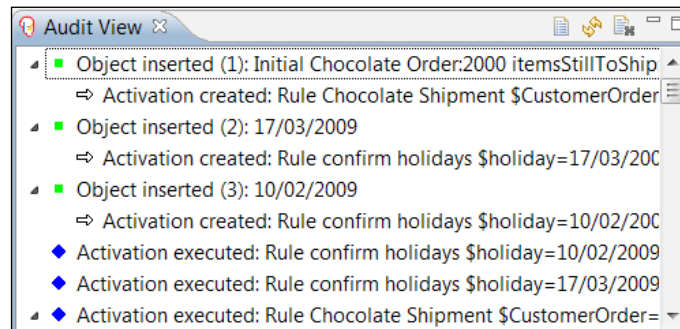 Audit View
Object inserted (1): Initial Chocolate Order:2000 itemsStillToShip
Activation created: Rule Chocolate Shipment $CustomerOrder
Object inserted (2): 17/03/2009
Activation created: Rule confirm holidays $holiday=17/03/200
Object inserted (3): 10/02/2009
Activation created: Rule confirm holidays $holiday=10/02/200
Activation executed: Rule confirm holidays $holiday=10/02/2009
Activation executed: Rule confirm holidays $holiday=17/03/2009
Activation executed: Rule Chocolate Shipment $CustomerOrder=